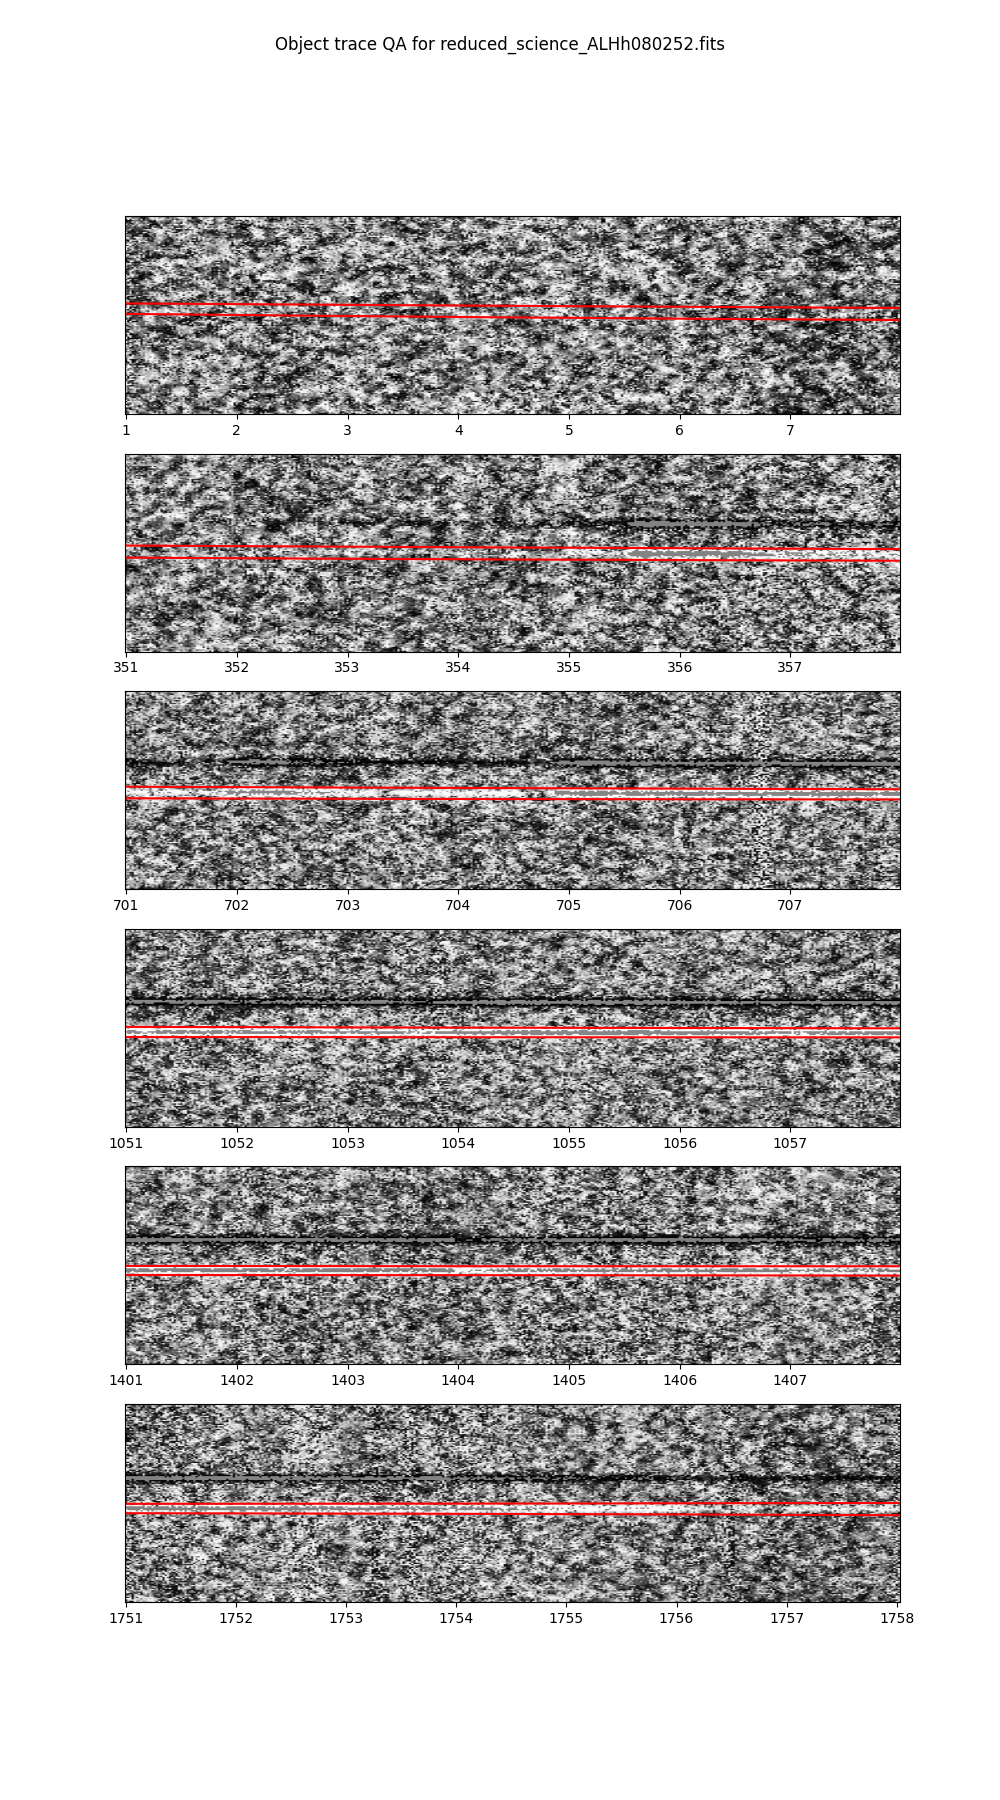 Object trace QA for reduced_science_ALHh080252.fits
1 2 3 4 5 6 7
351 352 353 354 355 356 357
701 702 703 704 705 706 707
1051 1052 1053 1054 1055 1056 1057
1401 1402 1403 1404 1405 1406 1407
1751 1752 1753 1754 1755 1756 1757 1758